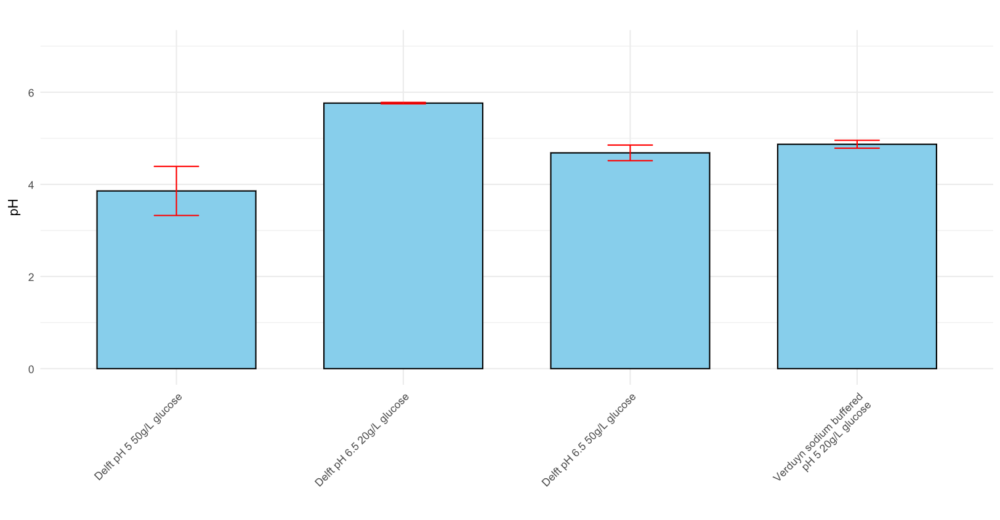 pH
6
4
2
0
Delft pH 5 50g/L glucose
Delft pH 6.5 20g/L glucose
Delft pH 6.5 50g/L glucose
Verduyn sodium buffered
pH 5 20g/L glucose